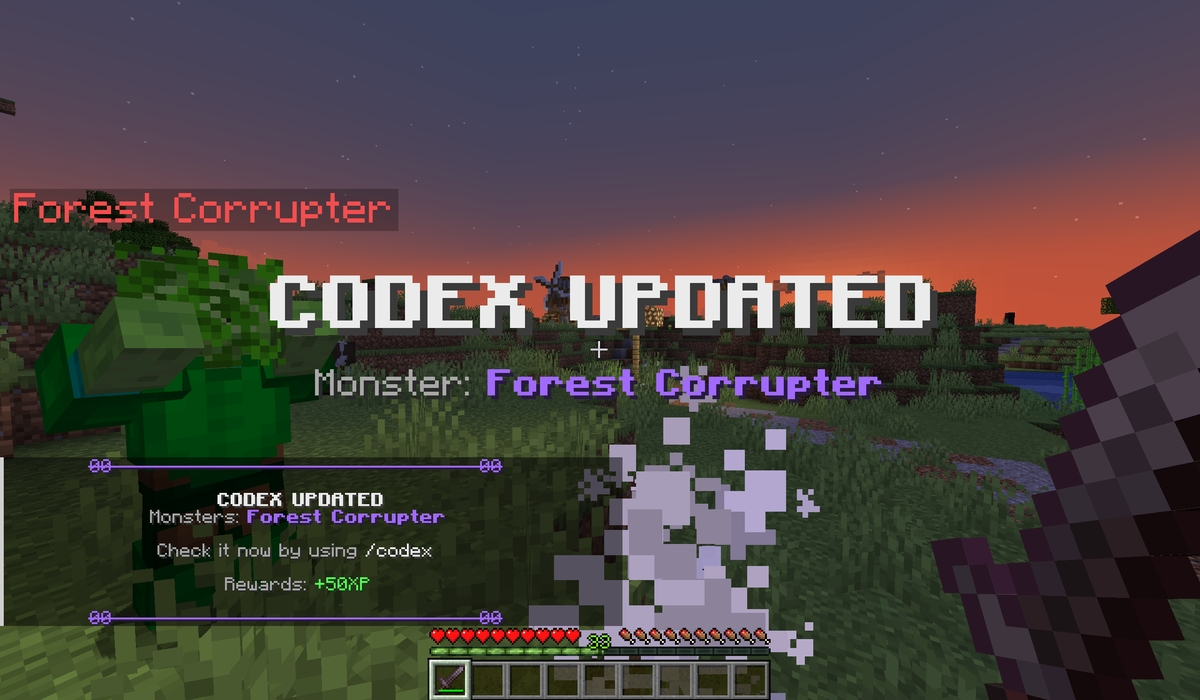 Forest Corrupter
CODEX UPDATED
Monster: Forest Corrupter
CODEX UPDATED
Monsters: Forest Corrupter
Check it now by using /codex
Rewards: +50XP
33